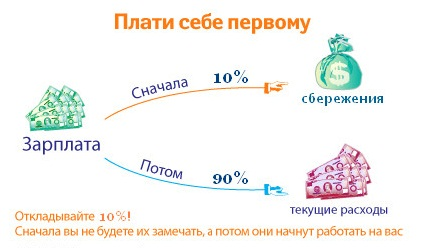 Плати себе первому
Сначала
10%
сбережения
Зарплата
Потом
90%
текущие расходы
Откладывайте 10%!
Сначала вы не будете их замечать, а потом они начнут работать на вас